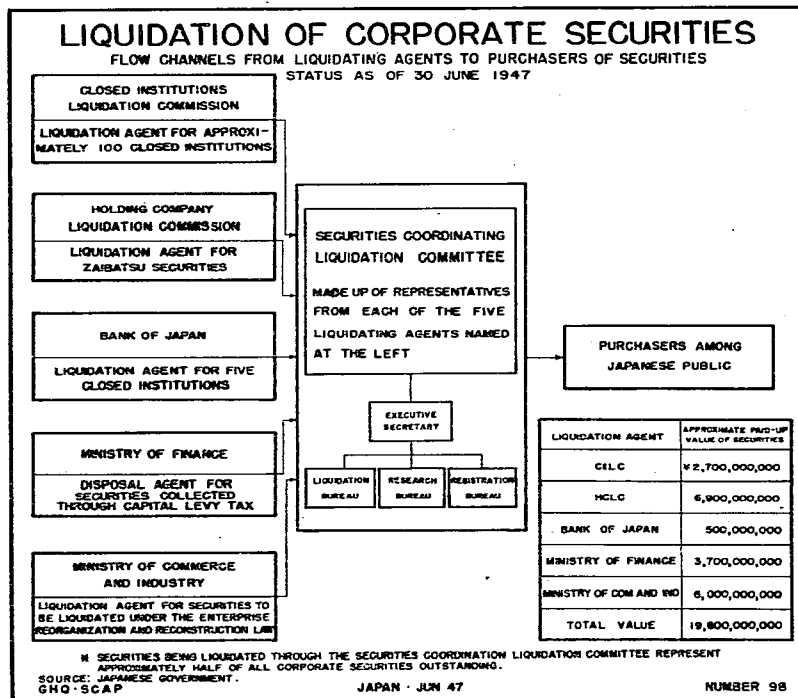 LIQUIDATION OF CORPORATE SECURITIES
FLOW CHANNELS FROM LIQUIDATING AGENTS TO PURCHASERS OF SECURITIES
STATUS AS OF 30 JUNE 1947
CLOSED INSTITUTIONS
LIQUIDATION COMMISSION
LIQUIDATION AGENT FOR APPROXI-
MATELY 100 CLOSED INSTITUTIONS
HOLDING COMPANY
LIQUIDATION COMMISSION
LIQUIDATION AGENT FOR
ZAIBATSU SECURITIES
BANK OF JAPAN
LIQUIDATION AGENT FOR FIVE
CLOSED INSTITUTIONS
MINISTRY OF FINANCE
DISPOSAL AGENT FOR
SECURITIES COLLECTED
THROUGH CAPITAL LEVY TAX
MINISTRY OF COMMERCE
AND INDUSTRY
LIQUIDATION AGENT FOR SECURITIES TO
BE LIQUIDATED UNDER THE ENTERPRISE
REORGANIZATION AND RECONSTRUCTION LAW
SECURITIES COORDINATING
LIQUIDATION COMMITTEE
MADE UP OF REPRESENTATIVES
FROM EACH OF THE FIVE
LIQUIDATING AGENTS NAMED
AT THE LEFT
EXECUTIVE
SECRETARY
LIQUIDATION
BUREAU
RESEARCH
BUREAU
REGISTRATION
BUREAU
PURCHASERS AMONG
JAPANESE PUBLIC
LIQUIDATION AGENT APPROXIMATE PAID-UP
VALUE OF SECURITIES
CILC ¥2,700,000,000
HCLC 6,900,000,000
BANK OF JAPAN 500,000,000
MINISTRY OF FINANCE 3,700,000,000
MINISTRY OF COM AND IND 6,000,000,000
TOTAL VALUE 19,800,000,000
* SECURITIES BEING LIQUIDATED THROUGH THE SECURITIES COORDINATION LIQUIDATION COMMITTEE REPRESENT
APPROXIMATELY HALF OF ALL CORPORATE SECURITIES OUTSTANDING.
SOURCE: JAPANESE GOVERNMENT.
GHQ-SCAP JAPAN · JUN 47 NUMBER 98